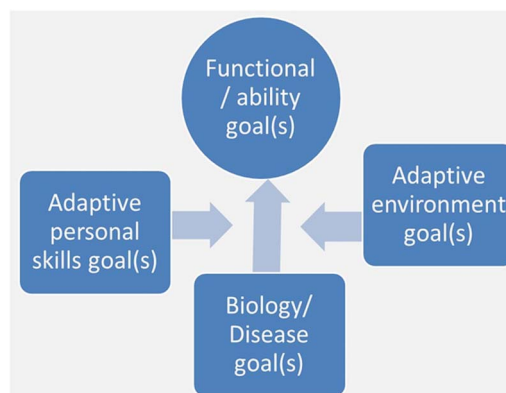 Functional
/ ability
goal(s)
Adaptive
personal
skills goal(s)
Adaptive
environment
goal(s)
Biology/
Disease
goal(s)